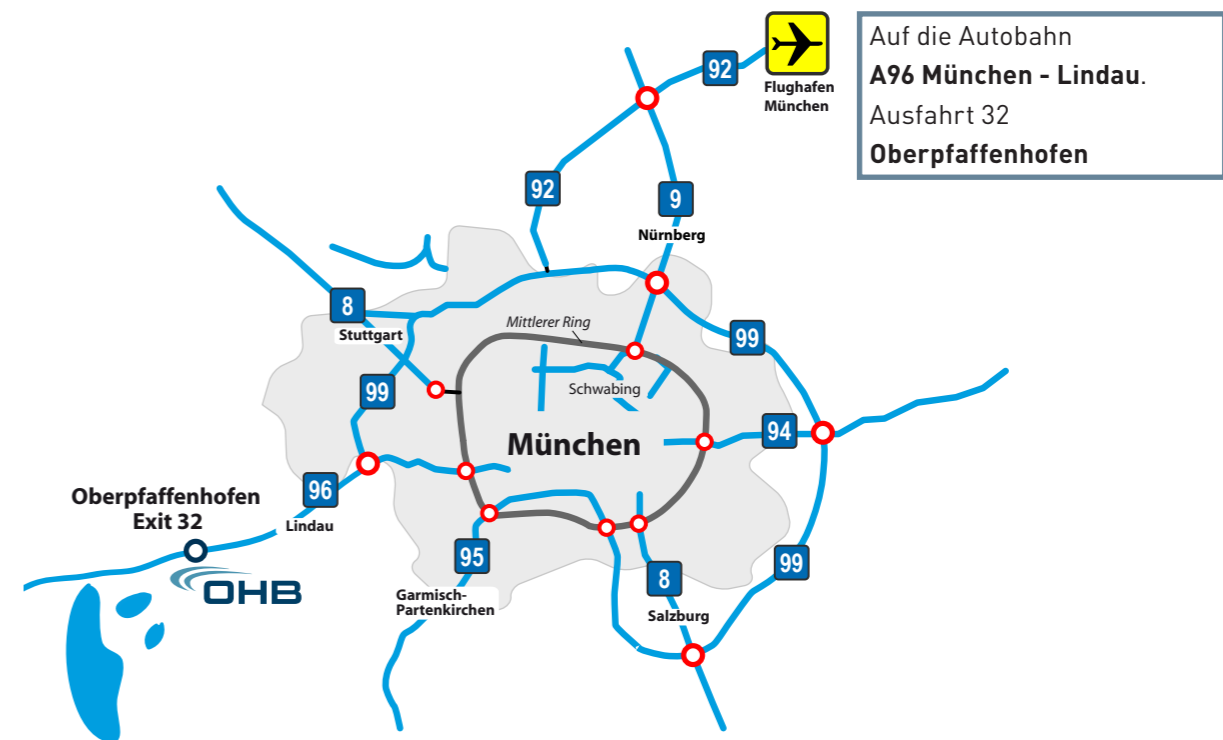 92
Flughafen
München
Auf die Autobahn
A96 München - Lindau.
Ausfahrt 32
Oberpfaffenhofen
92
9
Nürnberg
8
Stuttgart
Mittlerer Ring
99
99
Schwabing
München
94
96
Lindau
Oberpfaffenhofen
Exit 32
OHB
95
Garmisch-
Partenkirchen
8
Salzburg
99